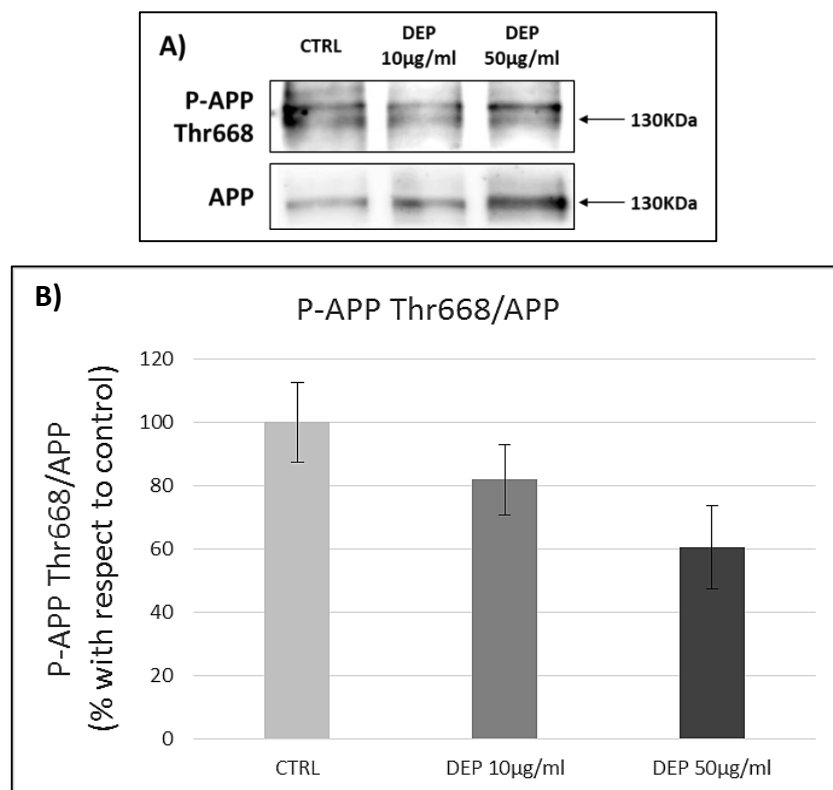 A)
CTRL
DEP
10µg/ml
DEP
50µg/ml
P-APP
Thr668
130KDa
APP
130KDa
B)
P-APP Thr668/APP
P-APP Thr668/APP
(% with respect to control)
120
100
80
60
40
20
0
CTRL
DEP 10µg/ml
DEP 50µg/ml